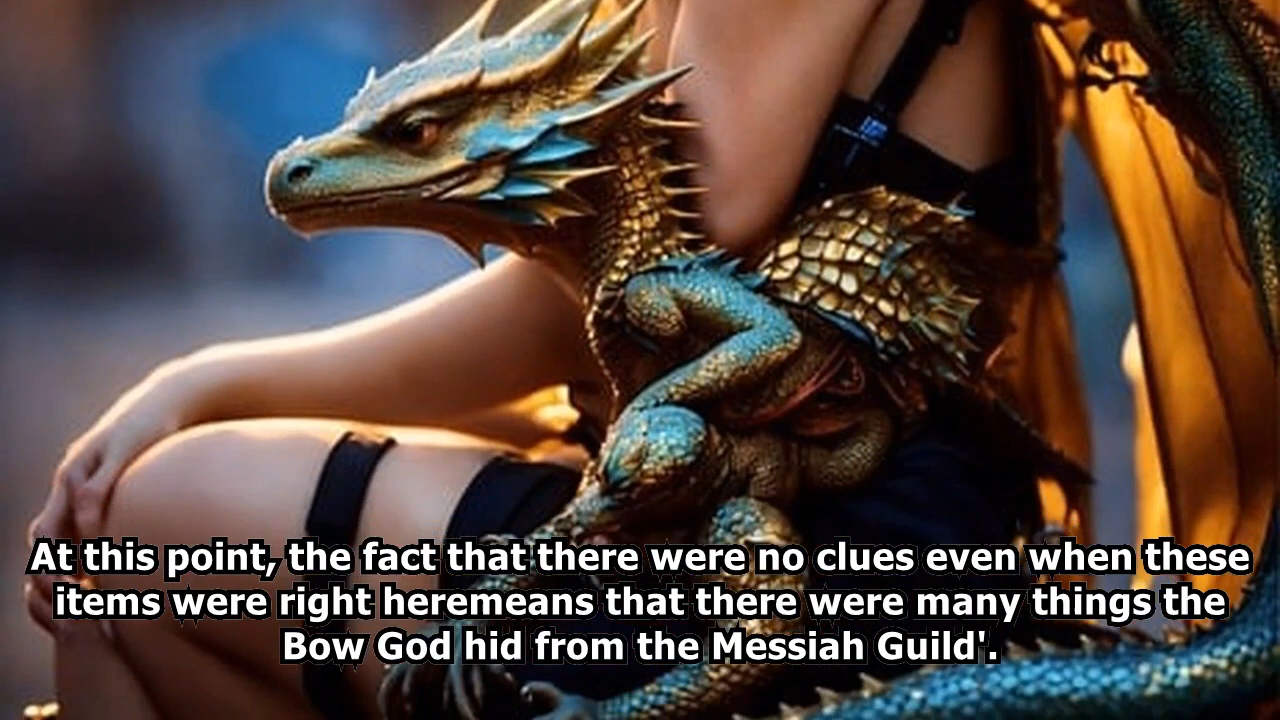 At this point, the fact that there were no clues even when these
items were right heremeans that there were many things the
Bow God hid from the Messiah Guild'.